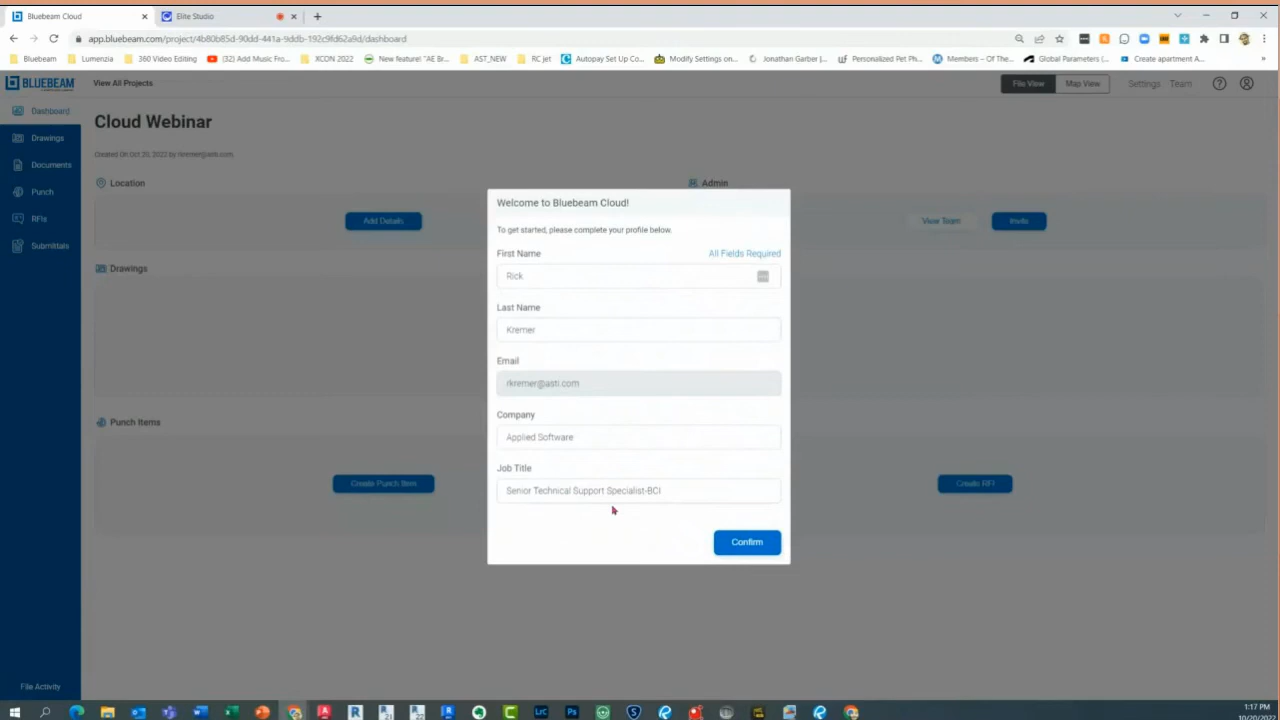 Bluebeam Cloud
Elite Studio
app.bluebeam.com/project/4b80b85d-90dd-441a-9ddb-192c9fd62a9d/dashboard
Bluebeam Lumenzia 360 Video Editing (32) Add Music Fro... XCON 2022 New feature! "AE Br... AST_NEW RC jet Autopay Set Up Co... Modify Settings on... Jonathan Garber |... Personalized Pet Ph... Members – Of The... Global Parameters (... Create apartment A... »
BLUEBEAM
View All Projects
File View
Map View
Settings
Team
Dashboard
Drawings
Documents
Punch
RFIs
Submittals
File Activity
Cloud Webinar
Created On Oct 20, 2022 by rkremer@asti.com
Location
Add Details
Admin
View Team
Invite
Drawings
Punch Items
Create Punch Item
Create RFI
Welcome to Bluebeam Cloud!
To get started, please complete your profile below.
First Name
All Fields Required
Rick
Last Name
Kremer
Email
rkremer@asti.com
Company
Applied Software
Job Title
Senior Technical Support Specialist-BCI
Confirm
1:17 PM
10/20/2022